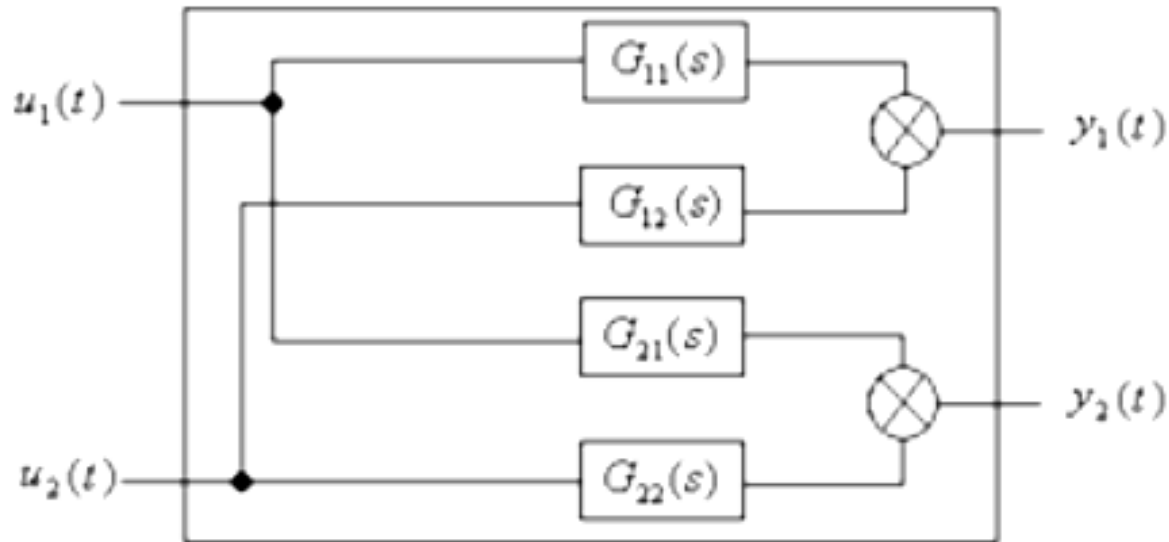 G₁₁(s)
u₁(t)
y₁(t)
G₁₂(s)
G₂₁(s)
y₂(t)
u₂(t)
G₂₂(s)